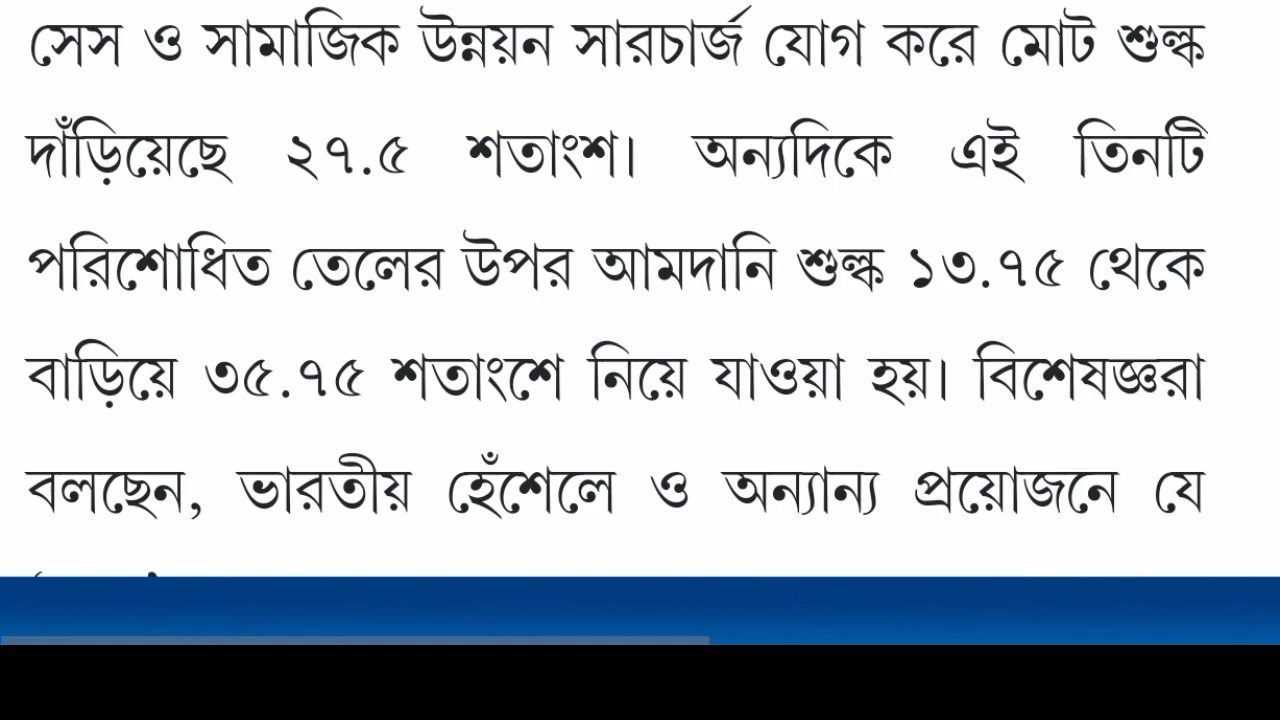 সেস ও সামাজিক উন্নয়ন সারচার্জ যোগ করে মোট শুল্ক
দাঁড়িয়েছে ২৭.৫ শতাংশ। অন্যদিকে এই তিনটি
পরিশোধিত তেলের উপর আমদানি শুল্ক ১৩.৭৫ থেকে
বাড়িয়ে ৩৫.৭৫ শতাংশে নিয়ে যাওয়া হয়। বিশেষজ্ঞরা
বলছেন, ভারতীয় হেঁশেলে ও অন্যান্য প্রয়োজনে যে